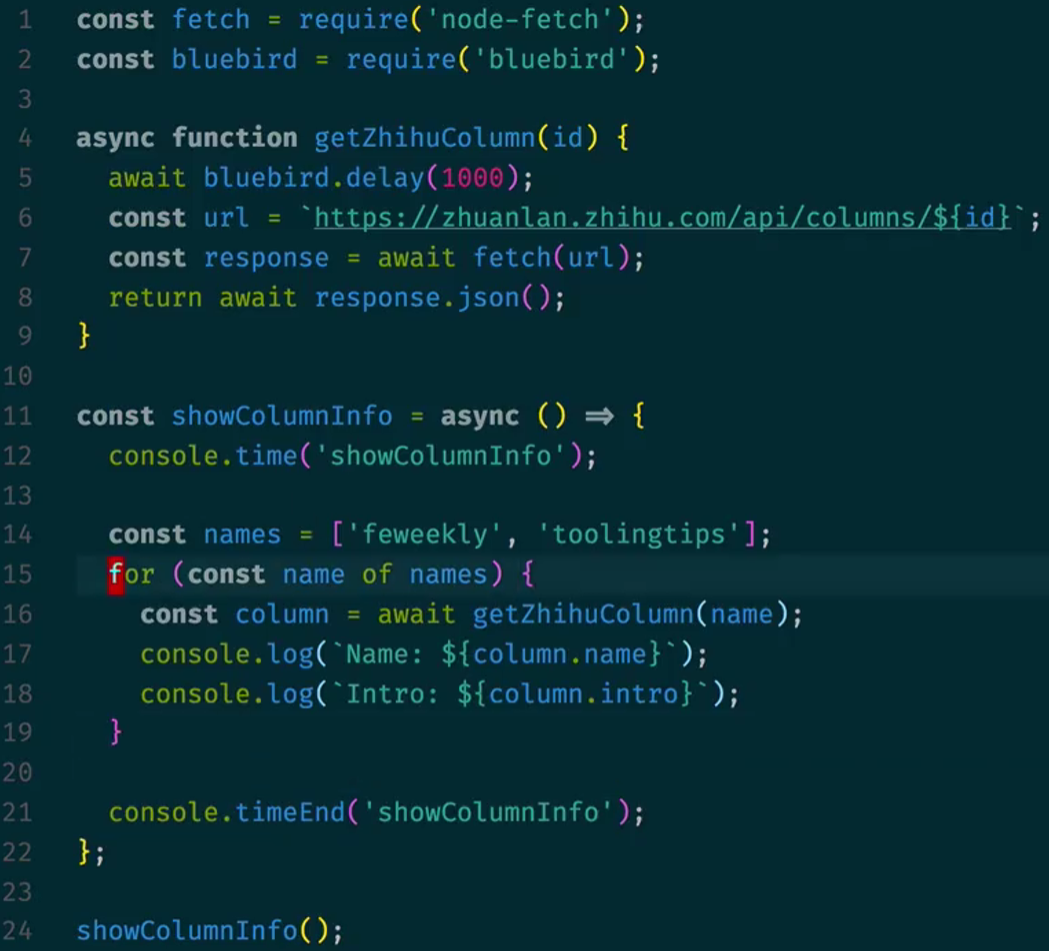 1 const fetch = require('node-fetch');
2 const bluebird = require('bluebird');
3
4 async function getZhihuColumn(id) {
5   await bluebird.delay(1000);
6   const url = `https://zhuanlan.zhihu.com/api/columns/${id}`;
7   const response = await fetch(url);
8   return await response.json();
9 }
10
11 const showColumnInfo = async () => {
12   console.time('showColumnInfo');
13
14   const names = ['feweekly', 'toolingtips'];
15   for (const name of names) {
16     const column = await getZhihuColumn(name);
17     console.log(`Name: ${column.name}`);
18     console.log(`Intro: ${column.intro}`);
19   }
20
21   console.timeEnd('showColumnInfo');
22 };
23
24 showColumnInfo();